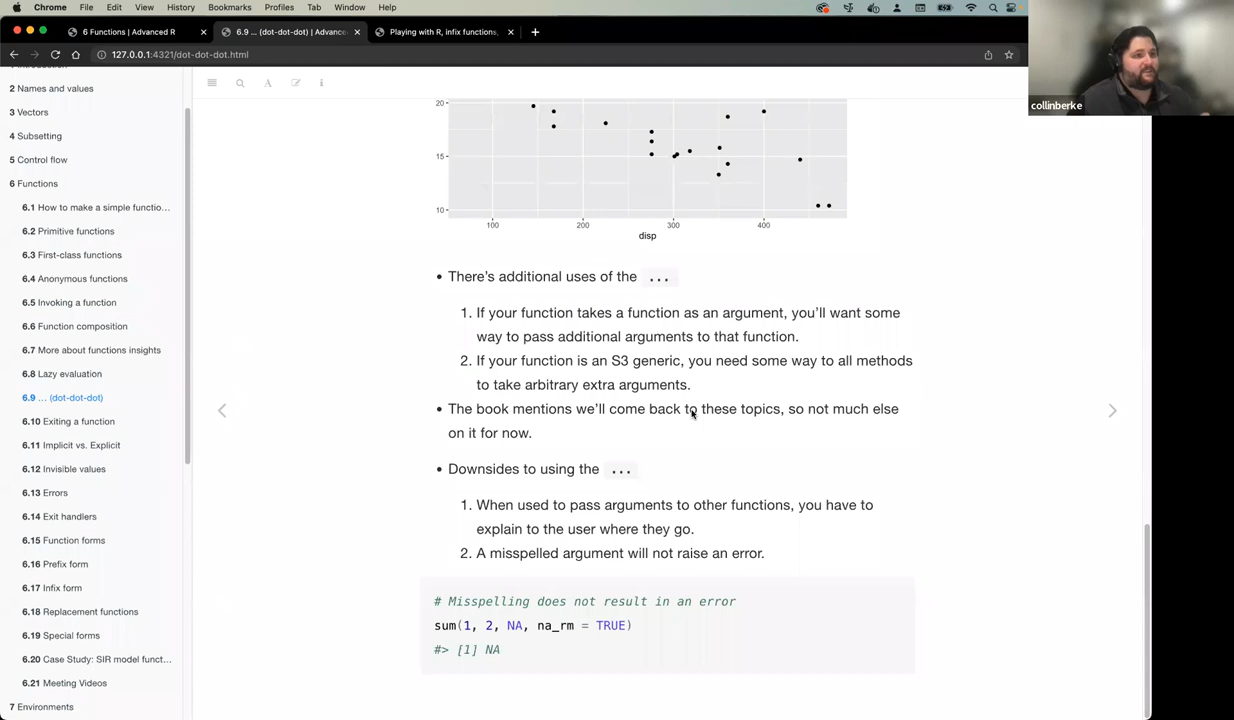 Chrome File Edit View History Bookmarks Profiles Tab Window Help
6 Functions | Advanced R
6.9 ... (dot-dot-dot) | Advance
Playing with R, infix functions,
127.0.0.1:4321/dot-dot-dot.html
collinberke
2 Names and values
3 Vectors
4 Subsetting
5 Control flow
6 Functions
6.1 How to make a simple functio...
6.2 Primitive functions
6.3 First-class functions
6.4 Anonymous functions
6.5 Invoking a function
6.6 Function composition
6.7 More about functions insights
6.8 Lazy evaluation
6.9 ... (dot-dot-dot)
6.10 Exiting a function
6.11 Implicit vs. Explicit
6.12 Invisible values
6.13 Errors
6.14 Exit handlers
6.15 Function forms
6.16 Prefix form
6.17 Infix form
6.18 Replacement functions
6.19 Special forms
6.20 Case Study: SIR model funct...
6.21 Meeting Videos
7 Environments
20
15
10
100 200 300 400
disp
• There's additional uses of the ...
1. If your function takes a function as an argument, you'll want some
way to pass additional arguments to that function.
2. If your function is an S3 generic, you need some way to all methods
to take arbitrary extra arguments.
• The book mentions we'll come back to these topics, so not much else
on it for now.
• Downsides to using the ...
1. When used to pass arguments to other functions, you have to
explain to the user where they go.
2. A misspelled argument will not raise an error.
# Misspelling does not result in an error
sum(1, 2, NA, na_rm = TRUE)
#> [1] NA